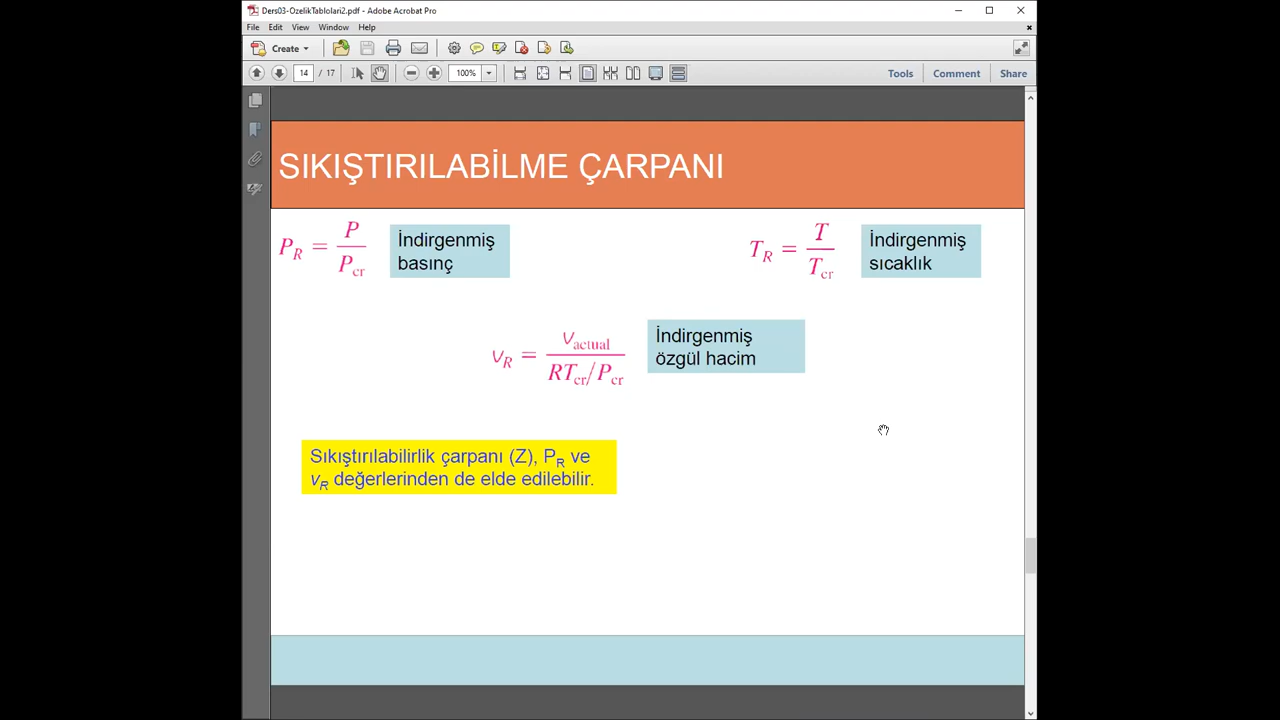 Ders03-OzelikTablolari2.pdf - Adobe Acrobat Pro
File Edit View Window Help
Create
14 / 17 100% Tools Comment Share
SIKIŞTIRILABİLME ÇARPANI
P_R = P / P_cr
İndirgenmiş
basınç
T_R = T / T_cr
İndirgenmiş
sıcaklık
v_R = v_actual / RT_cr/P_cr
İndirgenmiş
özgül hacim
Sıkıştırılabilirlik çarpanı (Z), P_R ve
v_R değerlerinden de elde edilebilir.